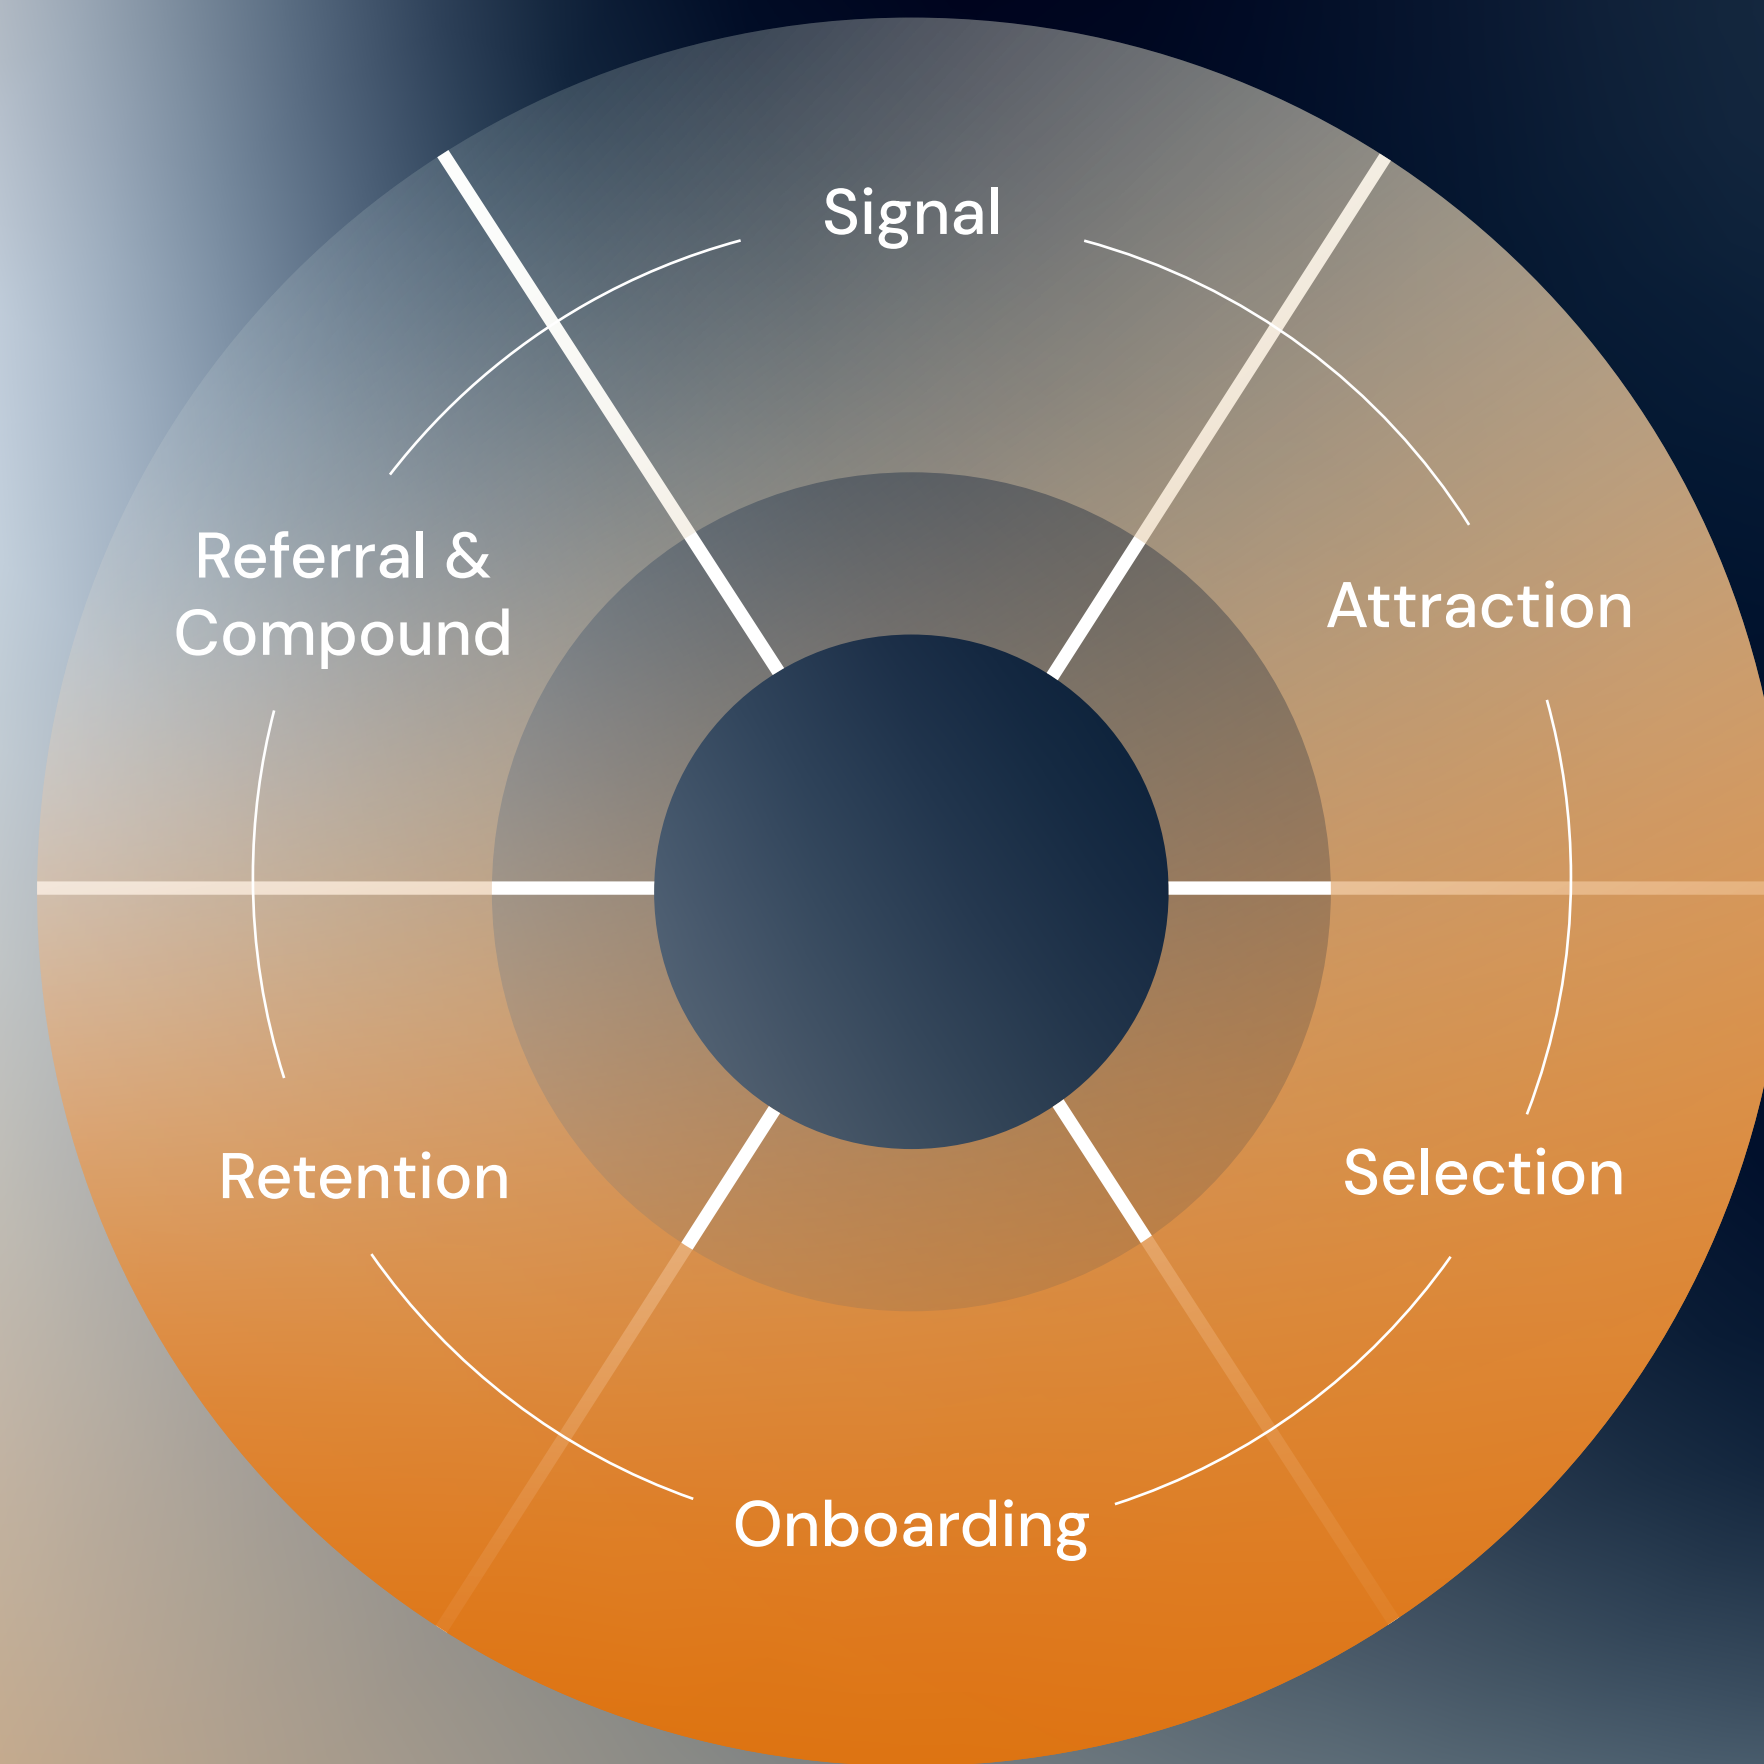 Signal
Attraction
Selection
Onboarding
Retention
Referral &
Compound